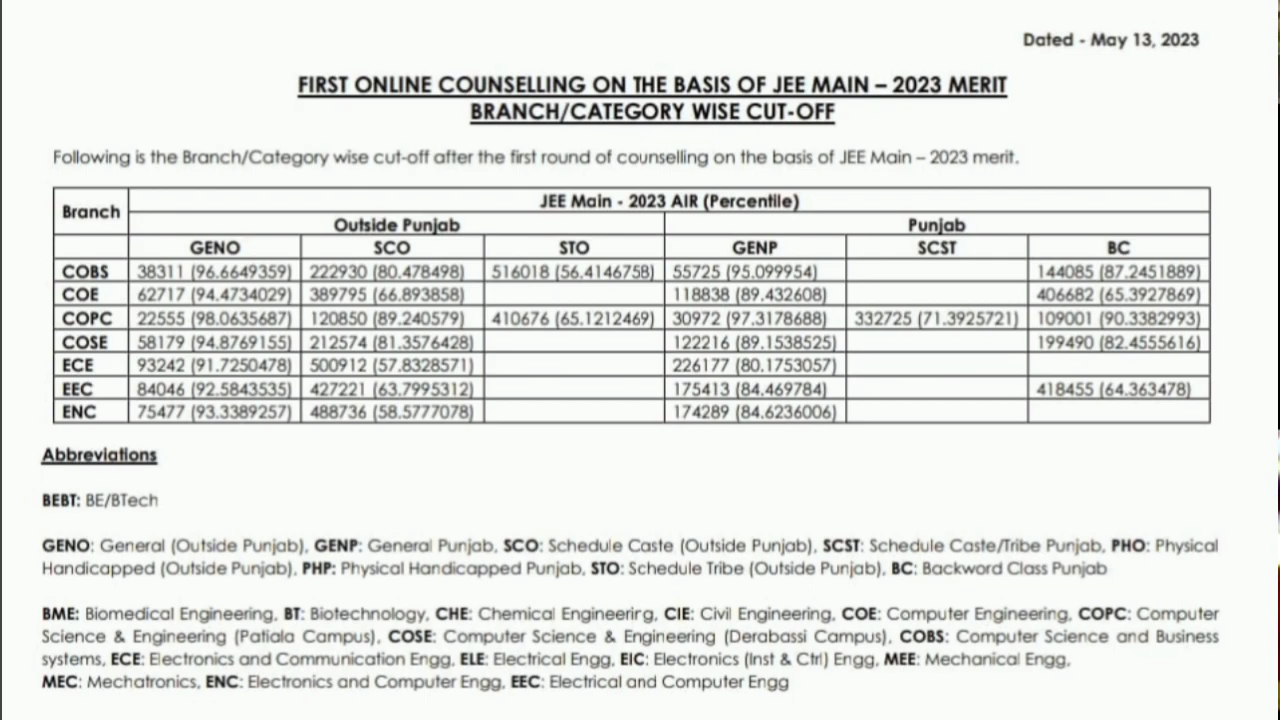 Dated - May 13, 2023
FIRST ONLINE COUNSELLING ON THE BASIS OF JEE MAIN – 2023 MERIT
BRANCH/CATEGORY WISE CUT-OFF
Following is the Branch/Category wise cut-off after the first round of counselling on the basis of JEE Main – 2023 merit.
Branch JEE Main - 2023 AIR (Percentile)
Outside Punjab Punjab
GENO SCO STO GENP SCST BC
COBS 38311 (96.6649359) 222930 (80.478498) 516018 (56.4146758) 55725 (95.099954) 144085 (87.2451889)
COE 62717 (94.4734029) 389795 (66.893858) 118838 (89.432608) 406682 (65.3927869)
COPC 22555 (98.0635687) 120850 (89.240579) 410676 (65.1212469) 30972 (97.3178688) 332725 (71.3925721) 109001 (90.3382993)
COSE 58179 (94.8769155) 212574 (81.3576428) 122216 (89.1538525) 199490 (82.4555616)
ECE 93242 (91.7250478) 500912 (57.8328571) 226177 (80.1753057)
EEC 84046 (92.5843535) 427221 (63.7995312) 175413 (84.469784) 418455 (64.363478)
ENC 75477 (93.3389257) 488736 (58.5777078) 174289 (84.6236006)
Abbreviations
BEBT: BE/BTech
GENO: General (Outside Punjab), GENP: General Punjab, SCO: Schedule Caste (Outside Punjab), SCST: Schedule Caste/Tribe Punjab, PHO: Physical
Handicapped (Outside Punjab), PHP: Physical Handicapped Punjab, STO: Schedule Tribe (Outside Punjab), BC: Backword Class Punjab
BME: Biomedical Engineering, BT: Biotechnology, CHE: Chemical Engineering, CIE: Civil Engineering, COE: Computer Engineering, COPC: Computer
Science & Engineering (Patiala Campus), COSE: Computer Science & Engineering (Derabassi Campus), COBS: Computer Science and Business
systems, ECE: Electronics and Communication Engg, ELE: Electrical Engg, EIC: Electronics (Inst & Ctrl) Engg, MEE: Mechanical Engg,
MEC: Mechatronics, ENC: Electronics and Computer Engg, EEC: Electrical and Computer Engg